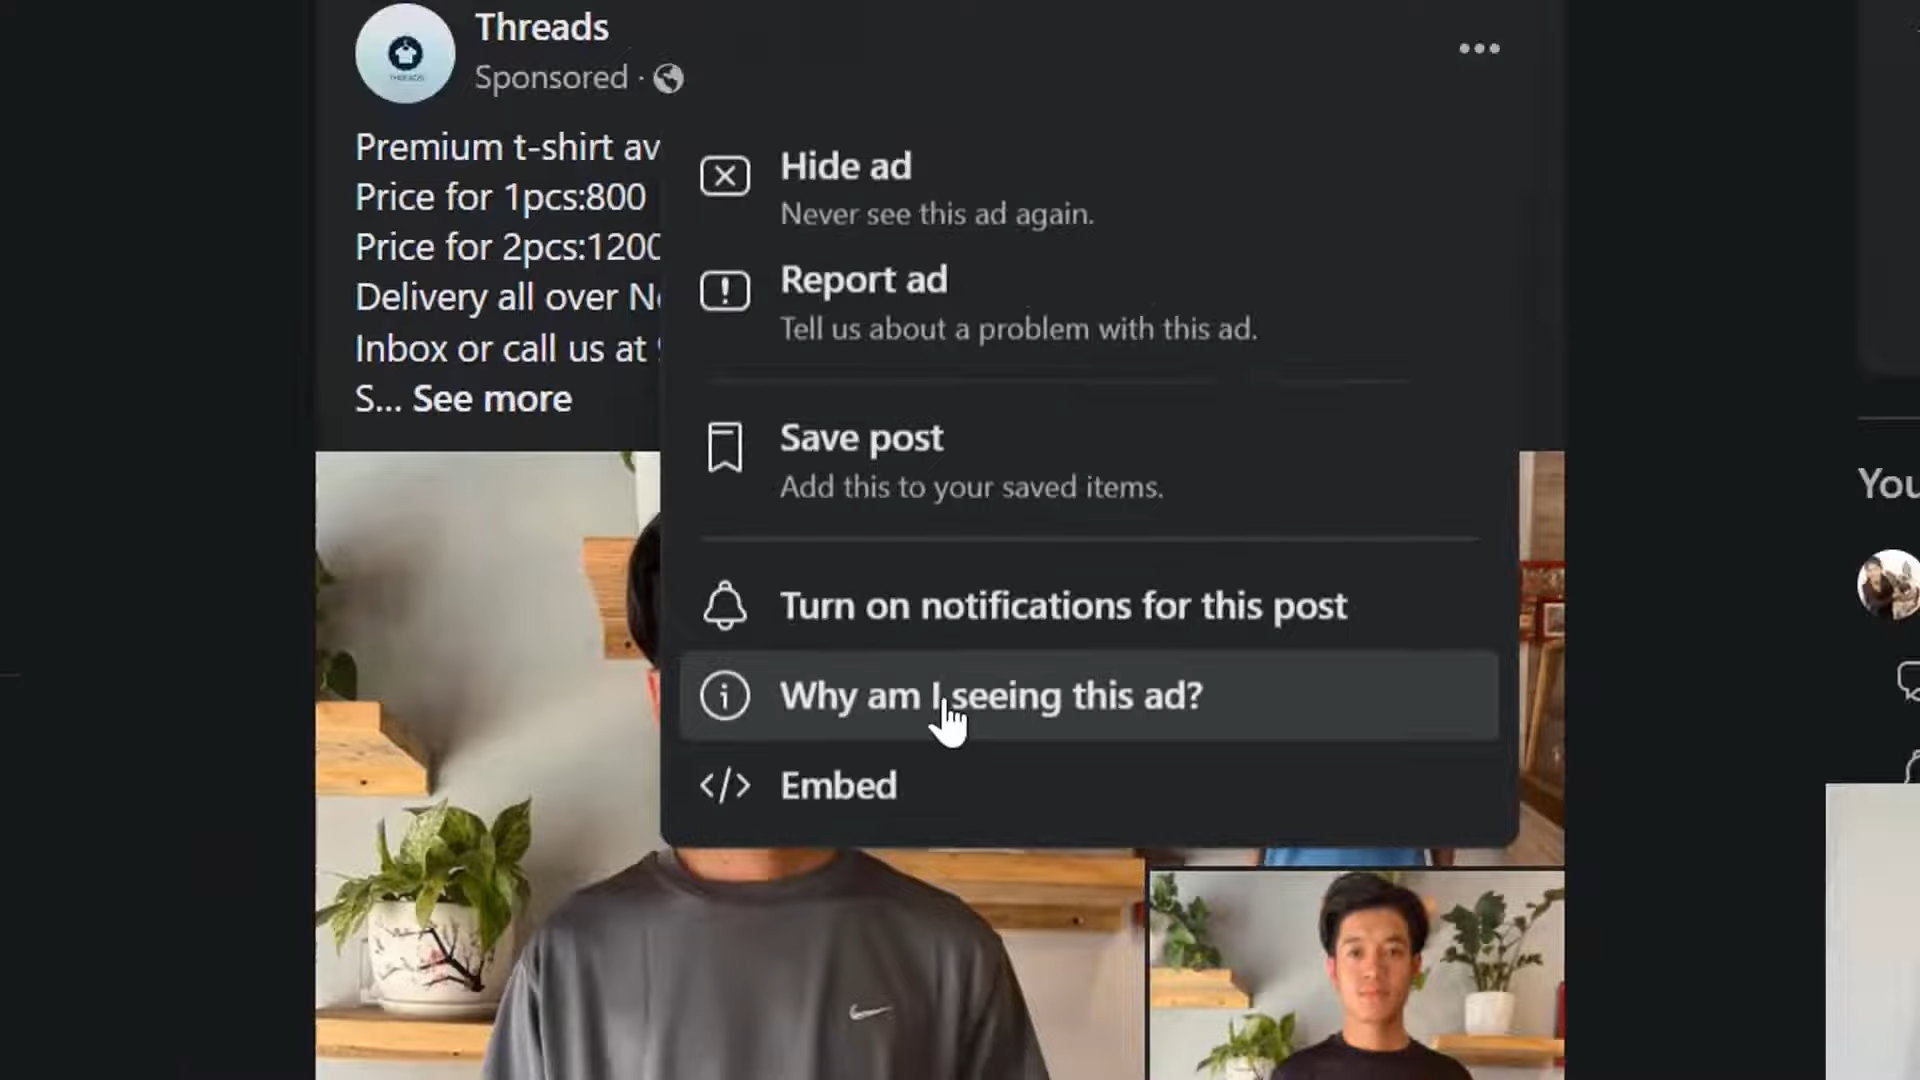 Threads
Sponsored ·
THREADS
Premium t-shirt
Price for 1pcs:800
Price for 2pcs:1200
Delivery all over
Inbox or call us at
S... See more
Hide ad
Never see this ad again.
Report ad
Tell us about a problem with this ad.
Save post
Add this to your saved items.
Turn on notifications for this post
Why am I seeing this ad?
Embed